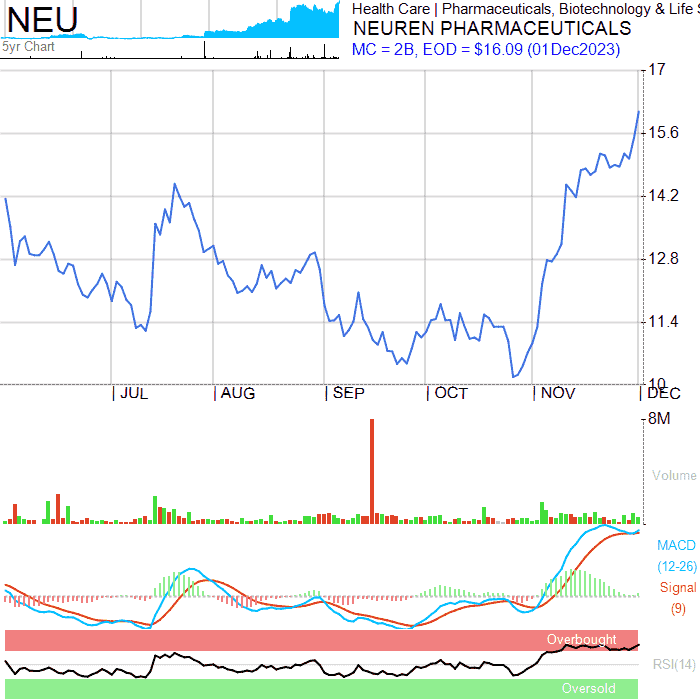 NEU
5yr Chart
Health Care | Pharmaceuticals, Biotechnology & Life S
NEUREN PHARMACEUTICALS
MC = 2B, EOD = $16.09 (01Dec2023)
17
15.6
14.2
12.8
11.4
10
| JUL | AUG | SEP | OCT | NOV | DEC
8M
Volume
MACD
(12-26)
Signal
(9)
Overbought
RSI(14)
Oversold